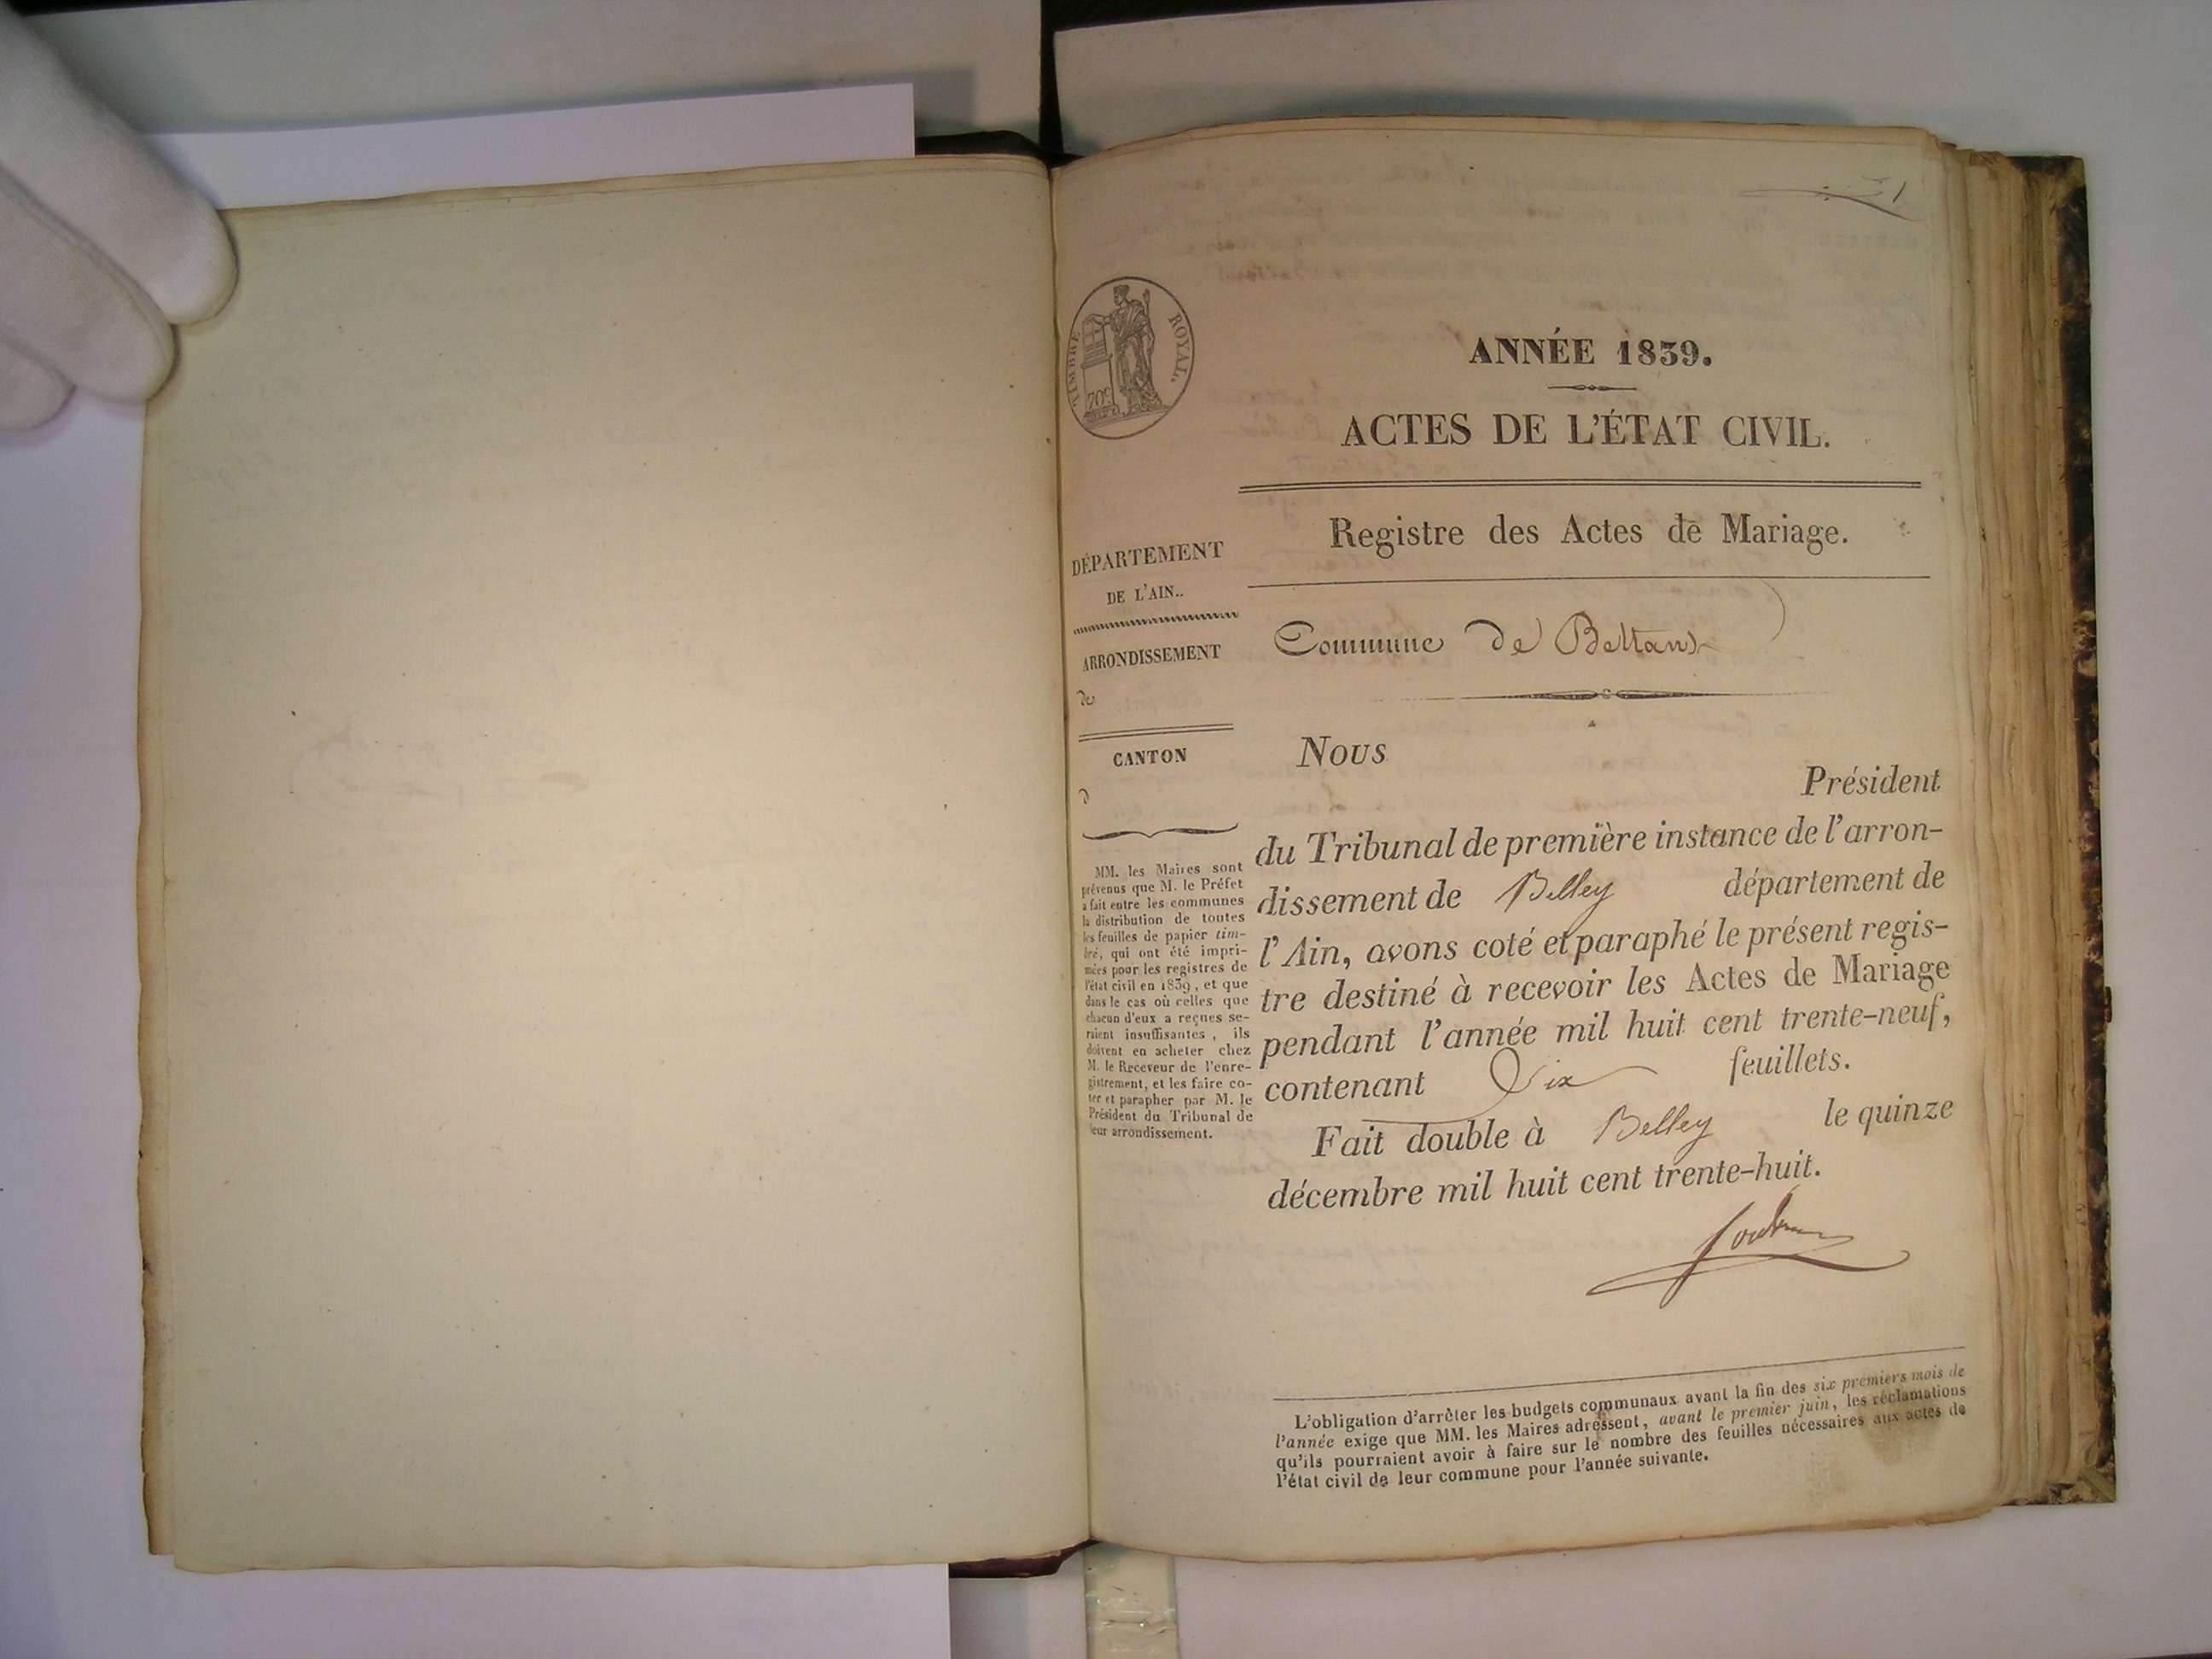 1
TIMBRE ROYAL.
70c
ANNÉE 1839.
ACTES DE L'ÉTAT CIVIL.
Registre des Actes de Mariage.
DÉPARTEMENT
DE L'AIN..
ARRONDISSEMENT
de
CANTON
d
MM. les Maires sont
prévenus que M. le Préfet
a fait entre les communes
la distribution de toutes
les feuilles de papier tim-
bré, qui ont été impri-
mées pour les registres de
l'état civil en 1839, et que
dans le cas où celles que
chacun d'eux a reçues se-
raient insuffisantes, ils
doivent en acheter chez
M. le Receveur de l'enre-
gistrement, et les faire co-
ter et parapher par M. le
Président du Tribunal de
leur arrondissement.
Commune de Bettans
Nous
Président
du Tribunal de première instance de l'arron-
dissement de Belley département de
l'Ain, avons coté et paraphé le présent regis-
tre destiné à recevoir les Actes de Mariage
pendant l'année mil huit cent trente-neuf,
contenant Dix feuillets.
Fait double à Belley le quinze
décembre mil huit cent trente-huit.
L'obligation d'arrêter les budgets communaux avant la fin des six premiers mois de
l'année exige que MM. les Maires adressent, avant le premier juin, les réclamations
qu'ils pourraient avoir à faire sur le nombre des feuilles nécessaires aux actes de
l'état civil de leur commune pour l'année suivante.